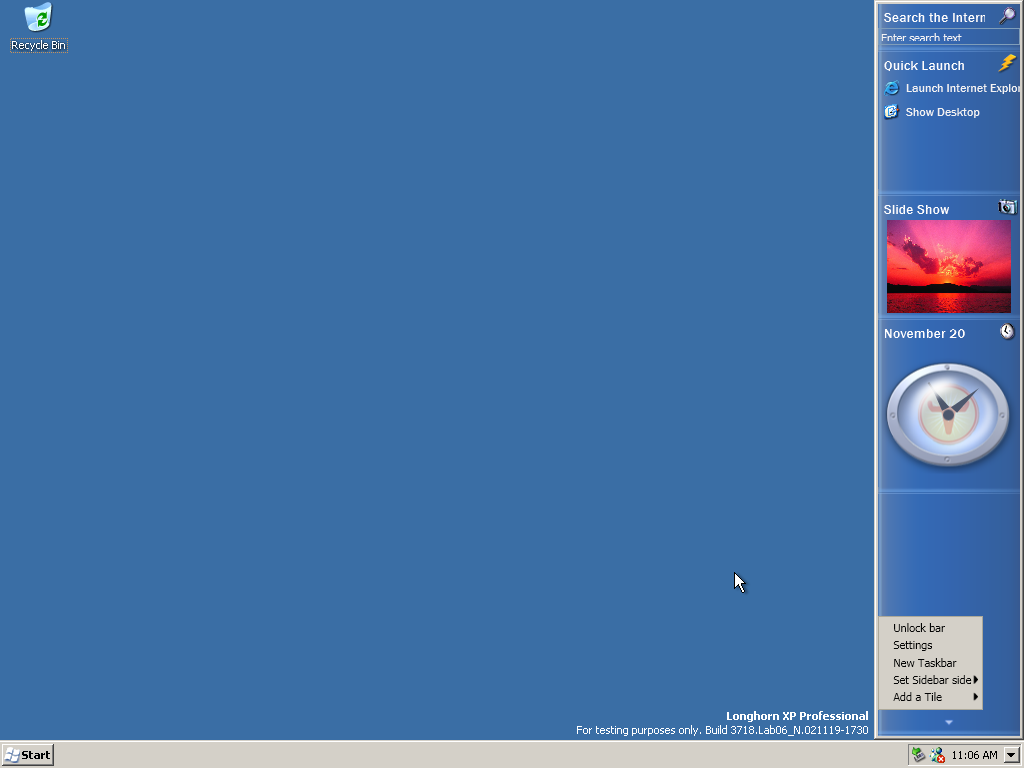 Recycle Bin
Search the Intern
Enter search text
Quick Launch
Launch Internet Explor
Show Desktop
Slide Show
November 20
Unlock bar
Settings
New Taskbar
Set Sidebar side
Add a Tile
Longhorn XP Professional
For testing purposes only. Build 3718.Lab06_N.021119-1730
Start
11:06 AM